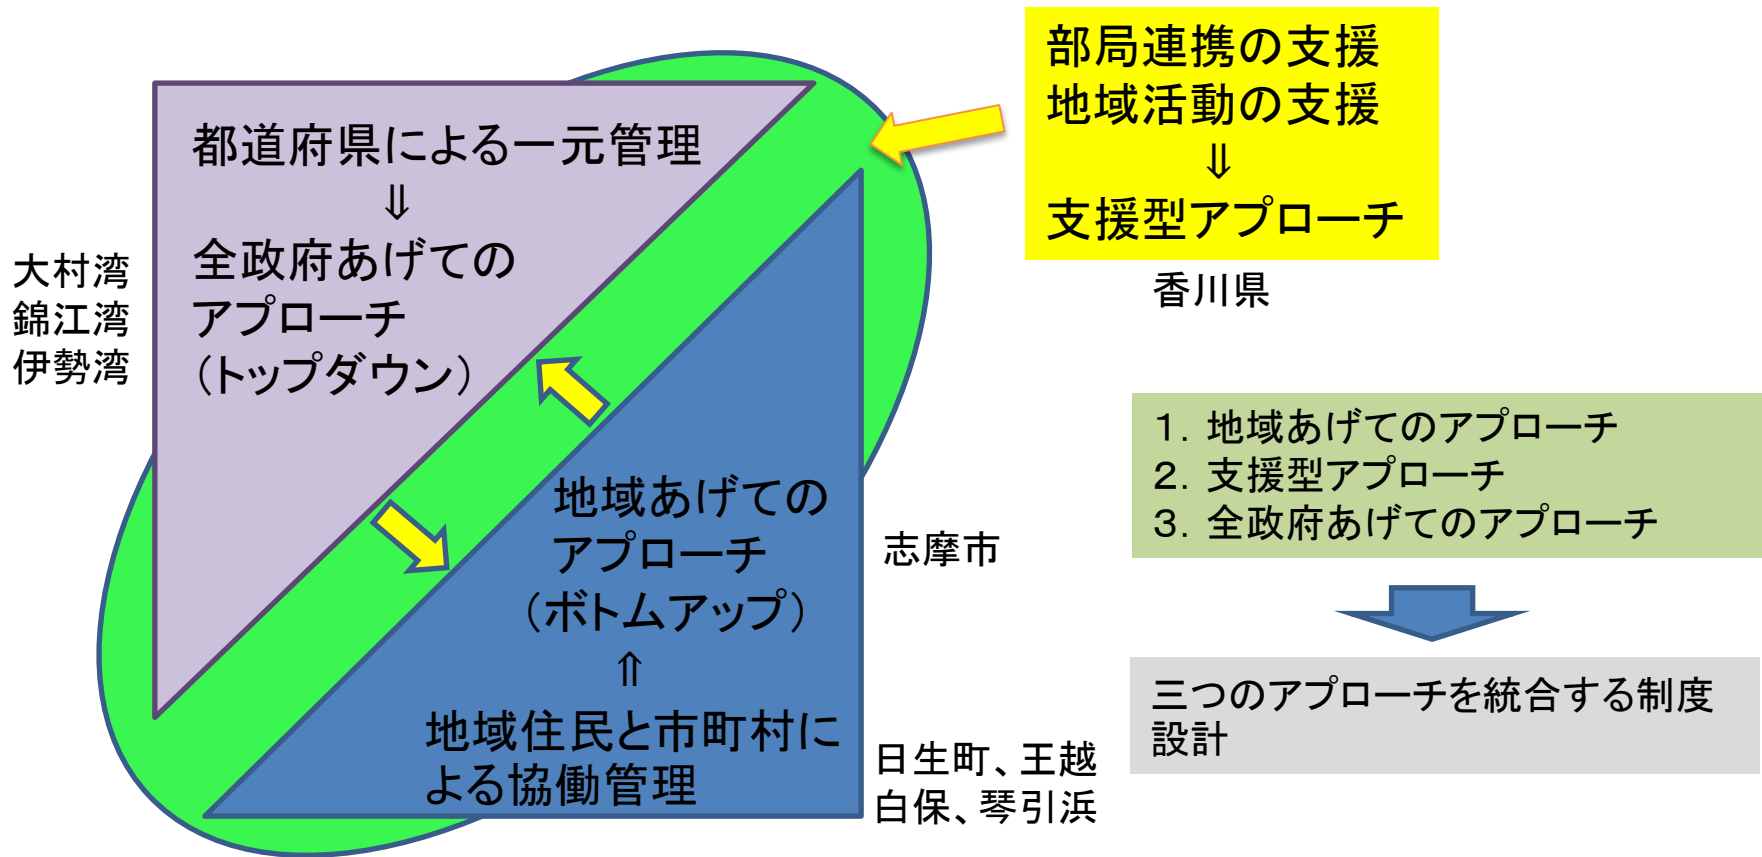 部局連携の支援
地域活動の支援
⇓
支援型アプローチ
香川県
都道府県による一元管理
⇓
全政府あげての
アプローチ
（トップダウン）
大村湾
錦江湾
伊勢湾
地域あげての
アプローチ
（ボトムアップ）
⇑
地域住民と市町村に
よる協働管理
志摩市
日生町、王越
白保、琴引浜
１．地域あげてのアプローチ
２．支援型アプローチ
３．全政府あげてのアプローチ
三つのアプローチを統合する制度
設計